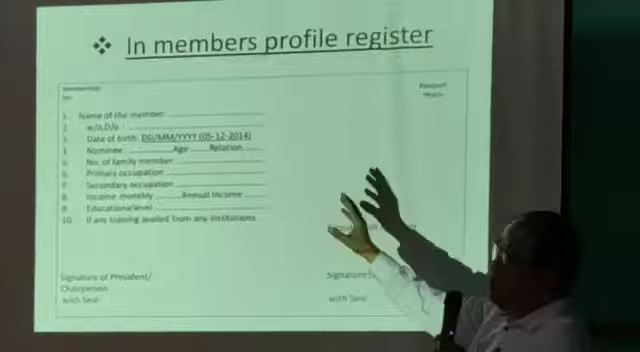 ❖ In members profile register
Membership
No.
Passport
Photo
1. Name of the member
2. w/o,D/o
3. Date of birth: DD/MM/YYYY (05-12-2014)
4. Nominee Age Relation
5. No. of family member
6. Primary occupation
7. Secondary occupation
8. Income monthly Annual Income
9. Educational level
10. If any training availed from any institutions
Signature of President/
Chairperson
with Seal
Signature
with Seal